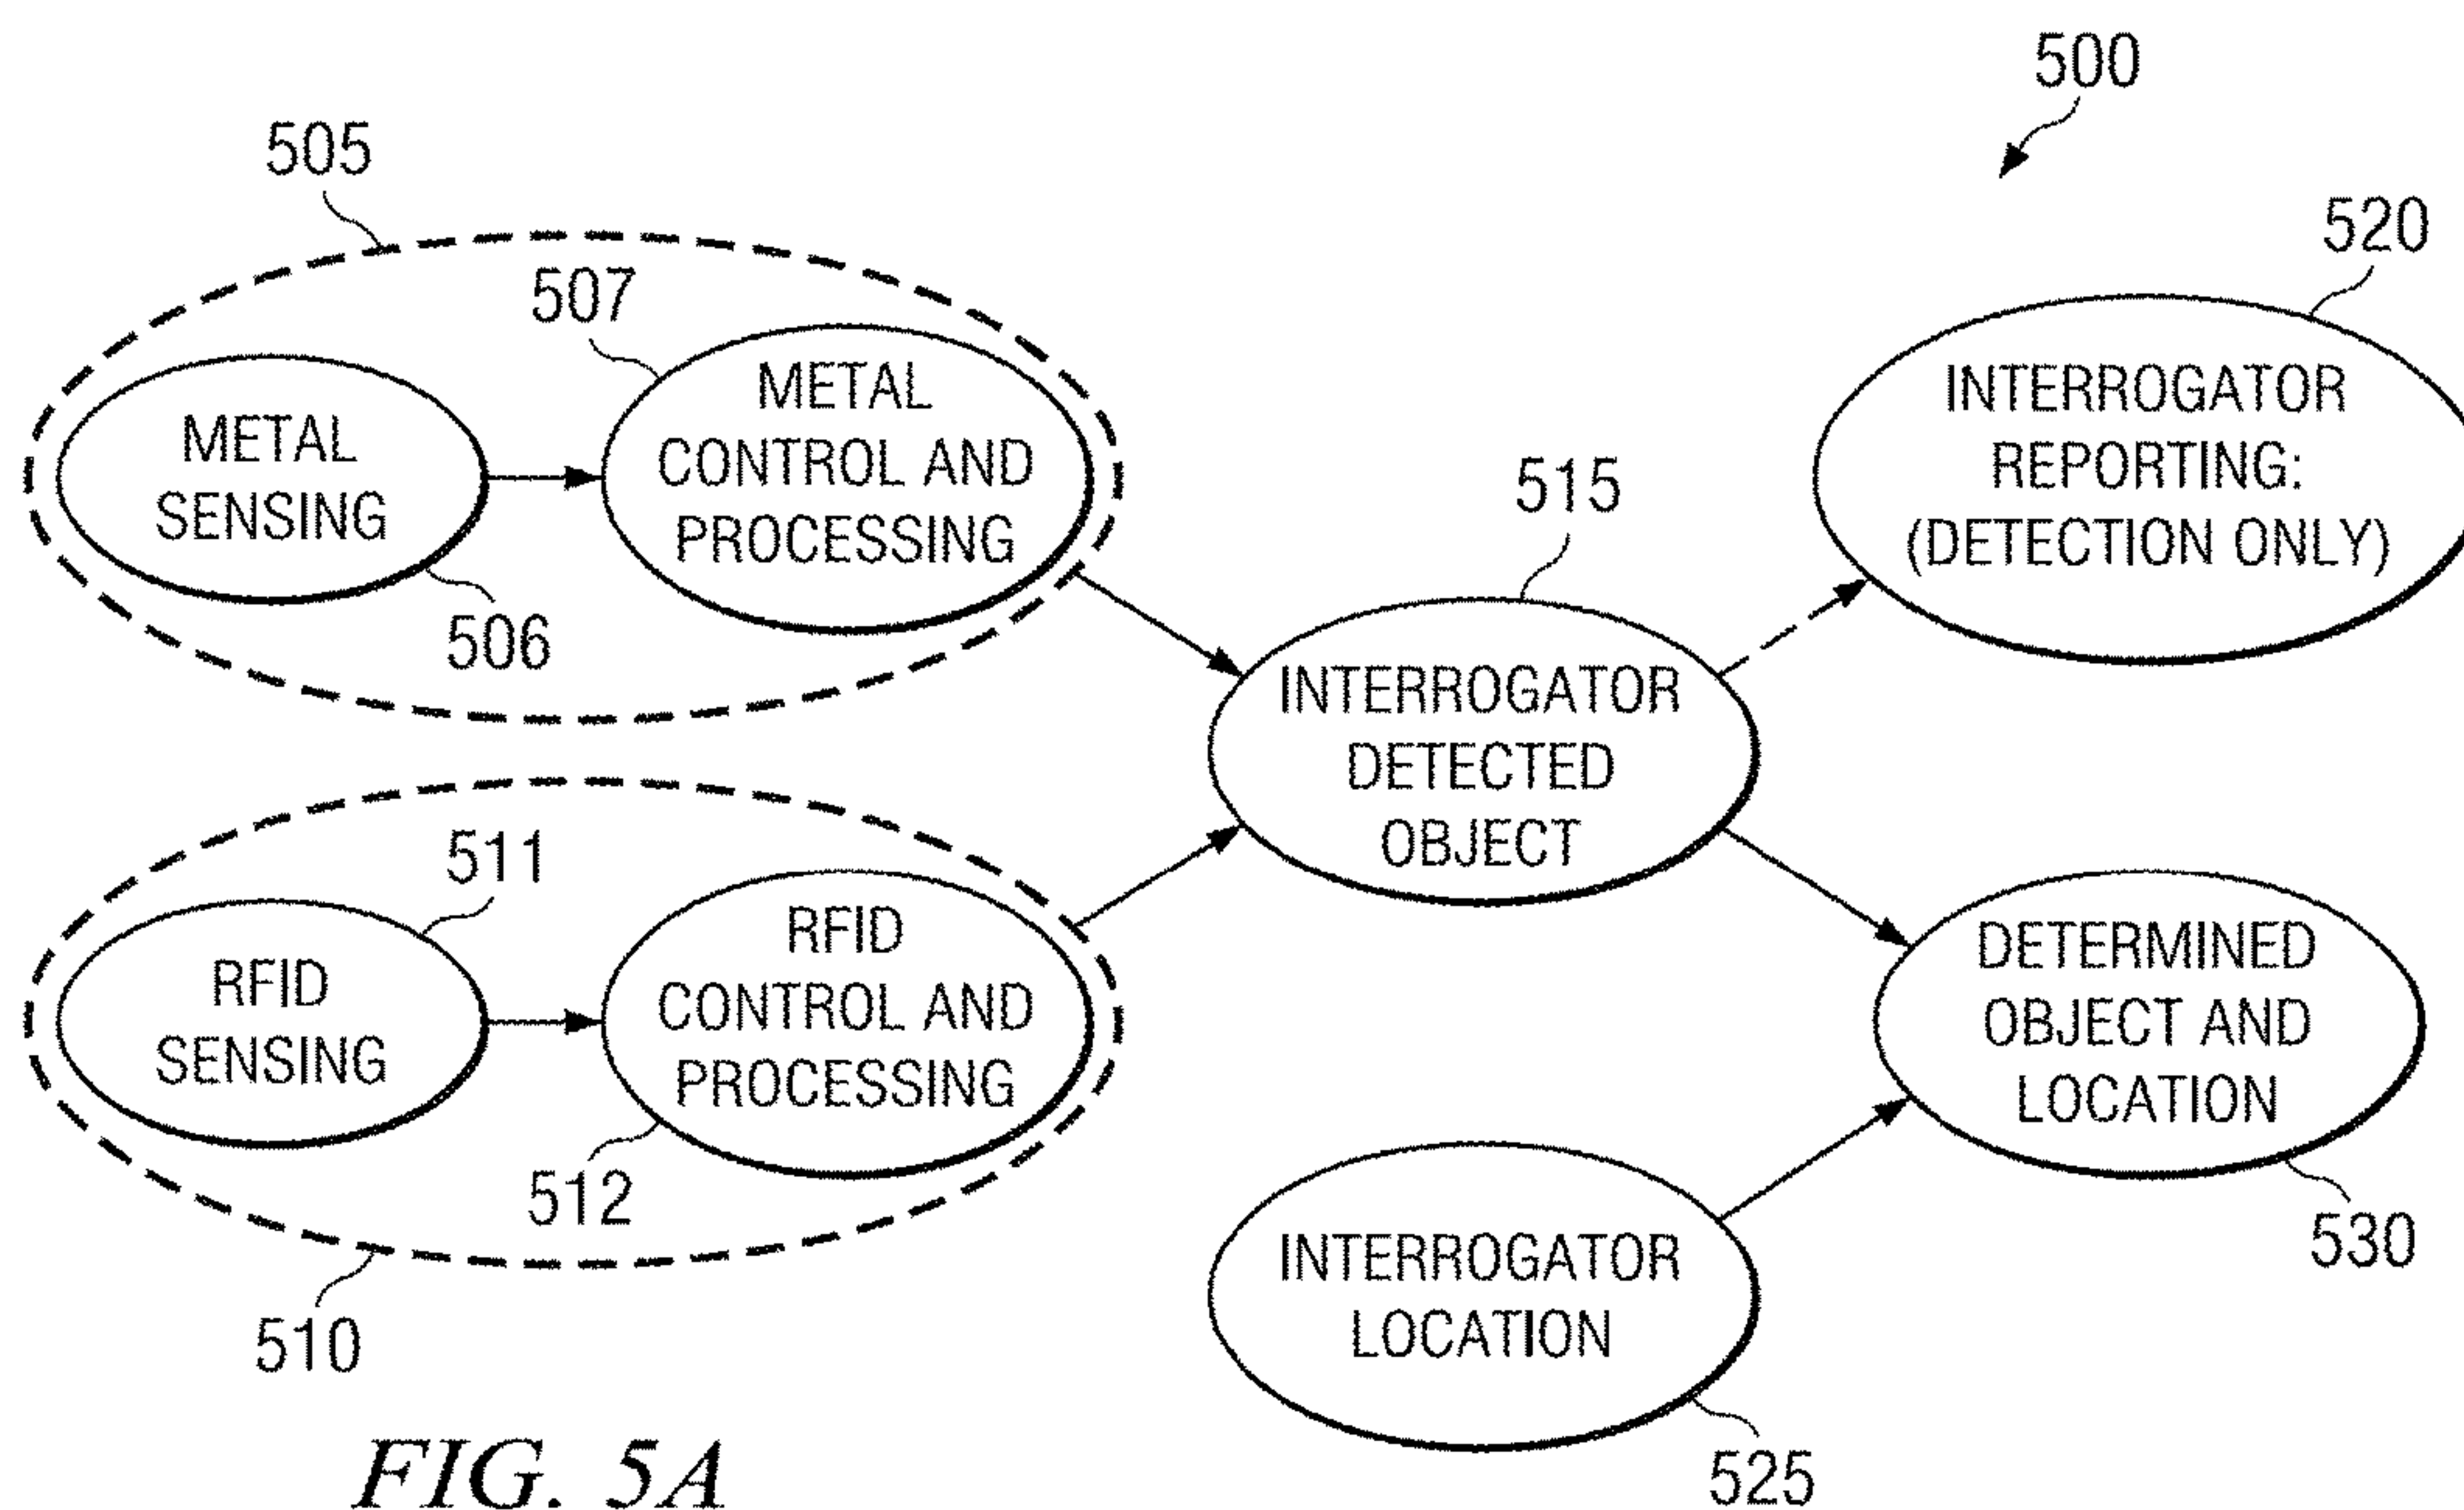 500
505
520
507
METAL
CONTROL AND
PROCESSING
METAL
SENSING
506
INTERROGATOR
REPORTING:
(DETECTION ONLY)
515
INTERROGATOR
DETECTED
OBJECT
511
RFID
SENSING
RFID
CONTROL AND
PROCESSING
512
510
DETERMINED
OBJECT AND
LOCATION
530
INTERROGATOR
LOCATION
525
FIG. 5A